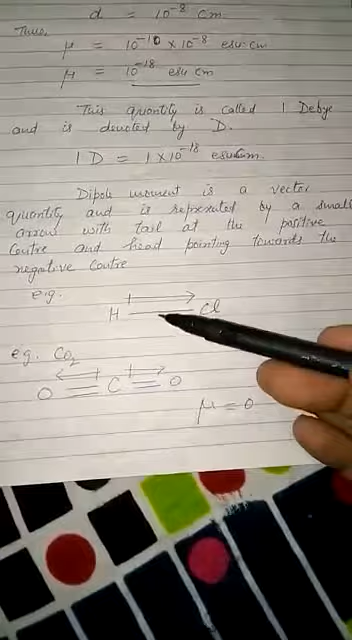 d = 10⁻⁸ cm
Thus,
μ = 10⁻¹⁰ × 10⁻⁸ esu cm
μ = 10⁻¹⁸ esu cm
This quantity is called 1 Debye
and is denoted by D.
1 D = 1 × 10⁻¹⁸ esu cm.
Dipole moment is a vector
quantity and is represented by a small
arrow with tail at the positive
Centre and head pointing towards the
negative Centre
e.g.
H — Cl
eg. CO₂
O = C = O
μ = 0